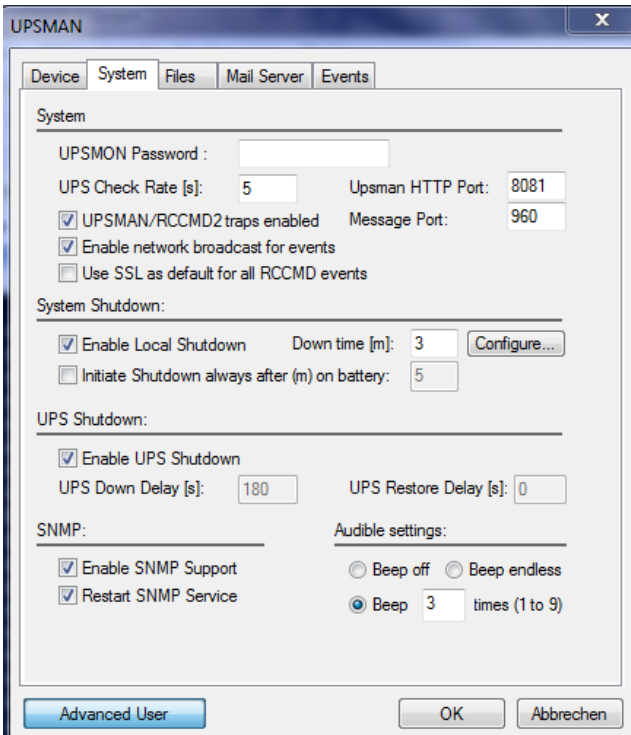 UPSMAN
X
Device System Files Mail Server Events
System
UPSMON Password :
UPS Check Rate [s]: 5 Upsman HTTP Port: 8081
UPSMAN/RCCMD2 traps enabled Message Port: 960
Enable network broadcast for events
Use SSL as default for all RCCMD events
System Shutdown:
Enable Local Shutdown Down time [m]: 3 Configure...
Initiate Shutdown always after (m) on battery: 5
UPS Shutdown:
Enable UPS Shutdown
UPS Down Delay [s]: 180 UPS Restore Delay [s]: 0
SNMP: Audible settings:
Enable SNMP Support Beep off Beep endless
Restart SNMP Service Beep 3 times (1 to 9)
Advanced User OK Abbrechen